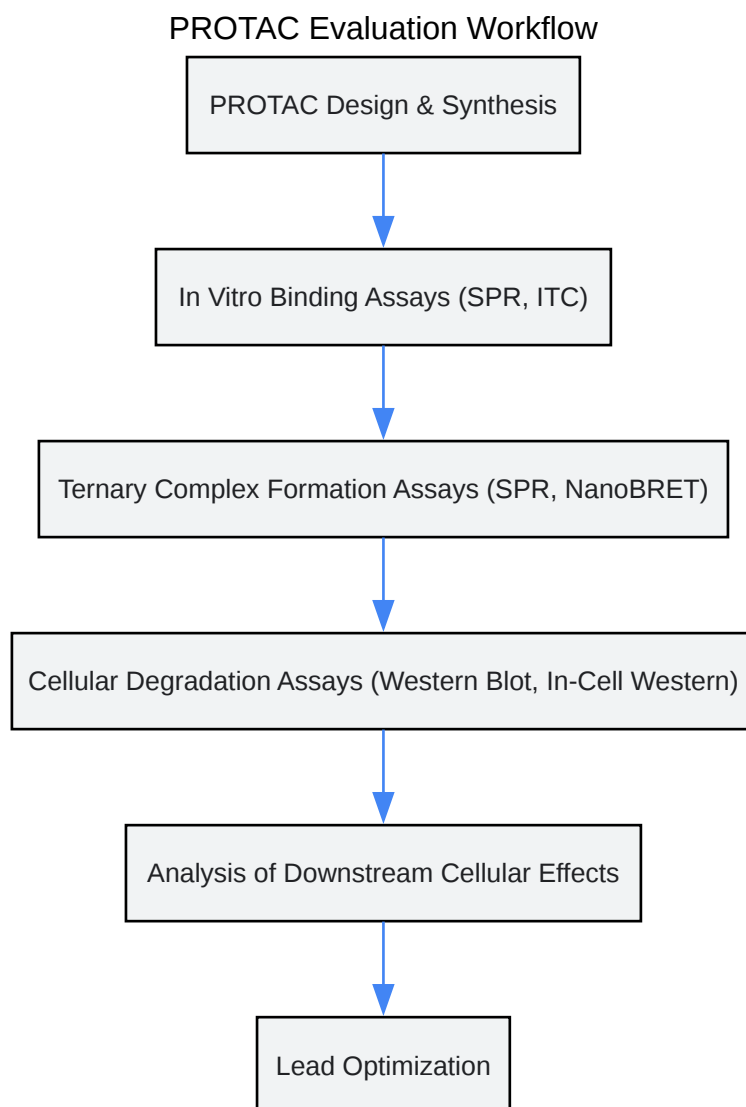 PROTAC Evaluation Workflow
PROTAC Design & Synthesis
In Vitro Binding Assays (SPR, ITC)
Ternary Complex Formation Assays (SPR, NanoBRET)
Cellular Degradation Assays (Western Blot, In-Cell Western)
Analysis of Downstream Cellular Effects
Lead Optimization